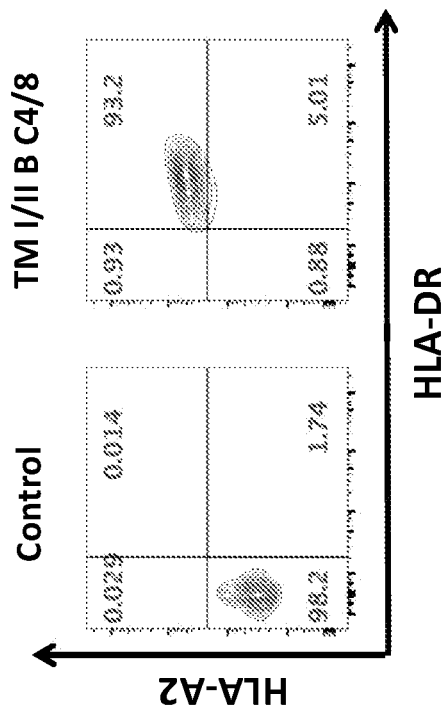 Control
TM I/II B C4/8
0.029
0.014
98.2
1.74
0.93
93.2
0.88
5.01
HLA-A2
HLA-DR